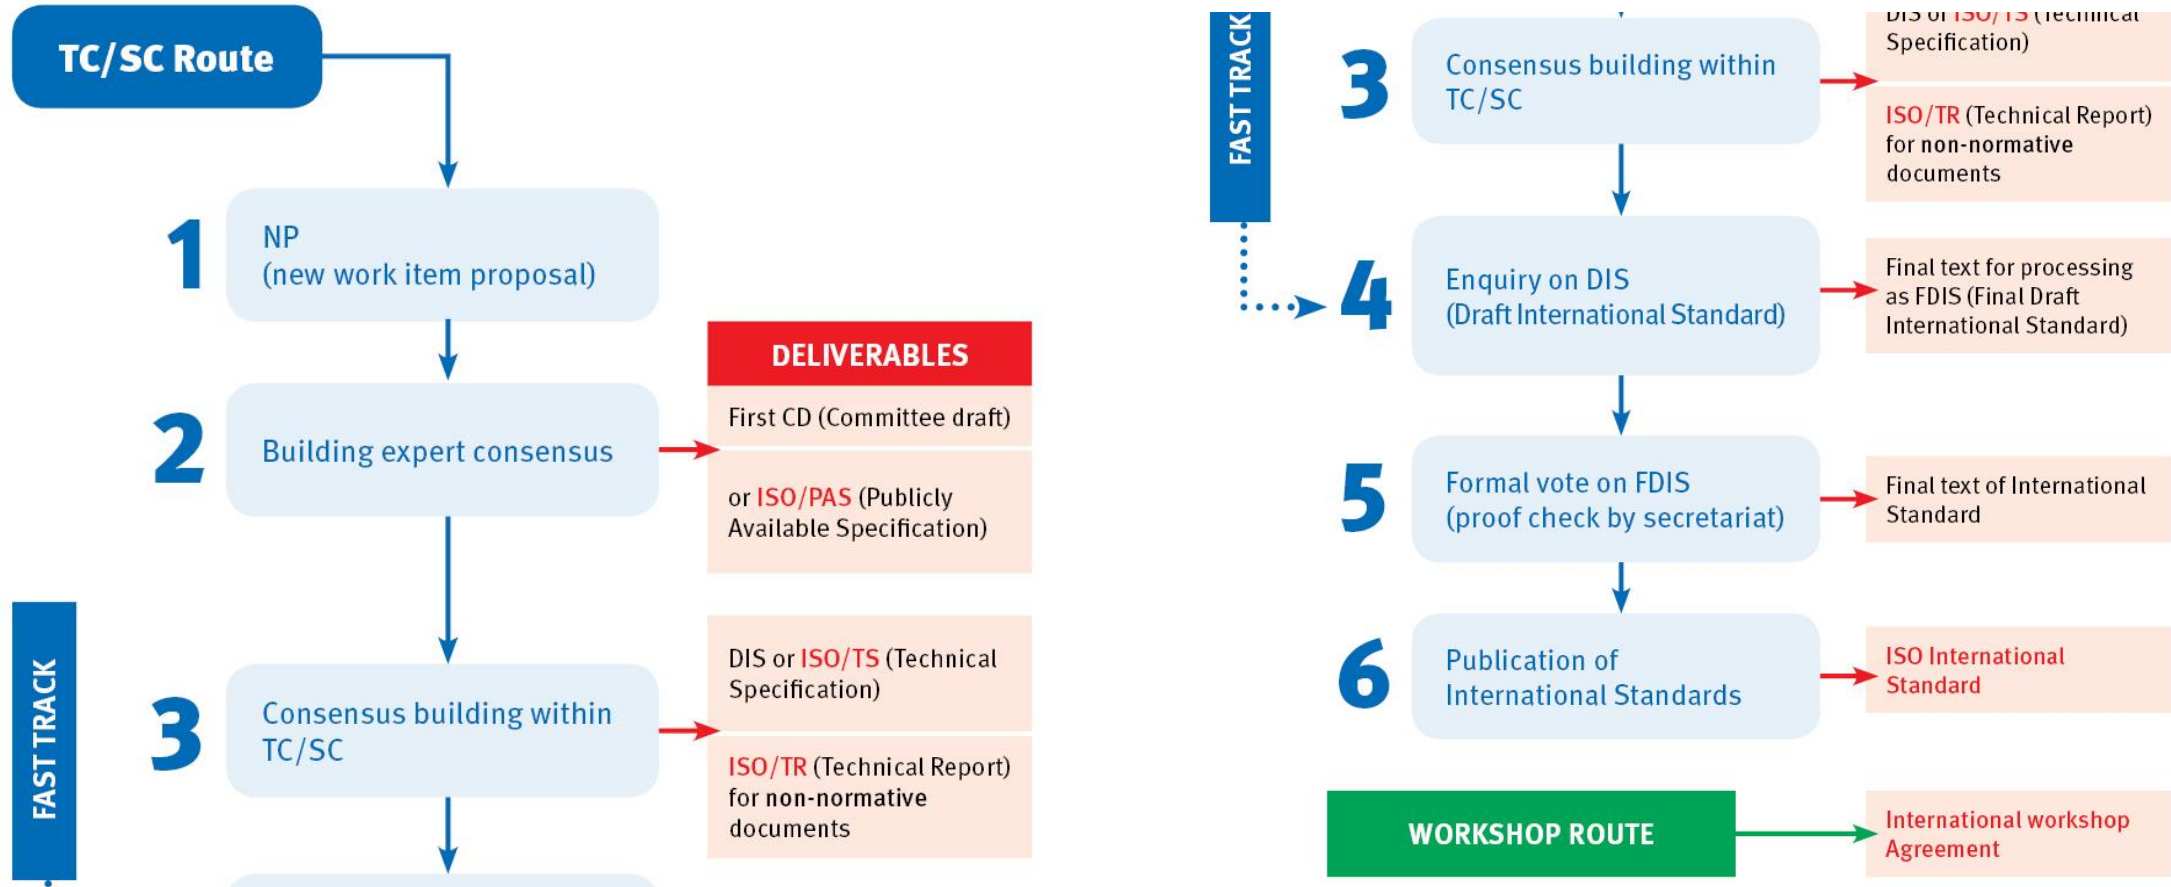 TC/SC Route
1
NP
(new work item proposal)
2
Building expert consensus
DELIVERABLES
First CD (Committee draft)
or ISO/PAS (Publicly
Available Specification)
FAST TRACK
3
Consensus building within
TC/SC
DIS or ISO/TS (Technical
Specification)
ISO/TR (Technical Report)
for non-normative
documents
FAST TRACK
3
Consensus building within
TC/SC
DIS or ISO/TS (Technical
Specification)
ISO/TR (Technical Report)
for non-normative
documents
4
Enquiry on DIS
(Draft International Standard)
Final text for processing
as FDIS (Final Draft
International Standard)
5
Formal vote on FDIS
(proof check by secretariat)
Final text of International
Standard
6
Publication of
International Standards
ISO International
Standard
WORKSHOP ROUTE
International workshop
Agreement